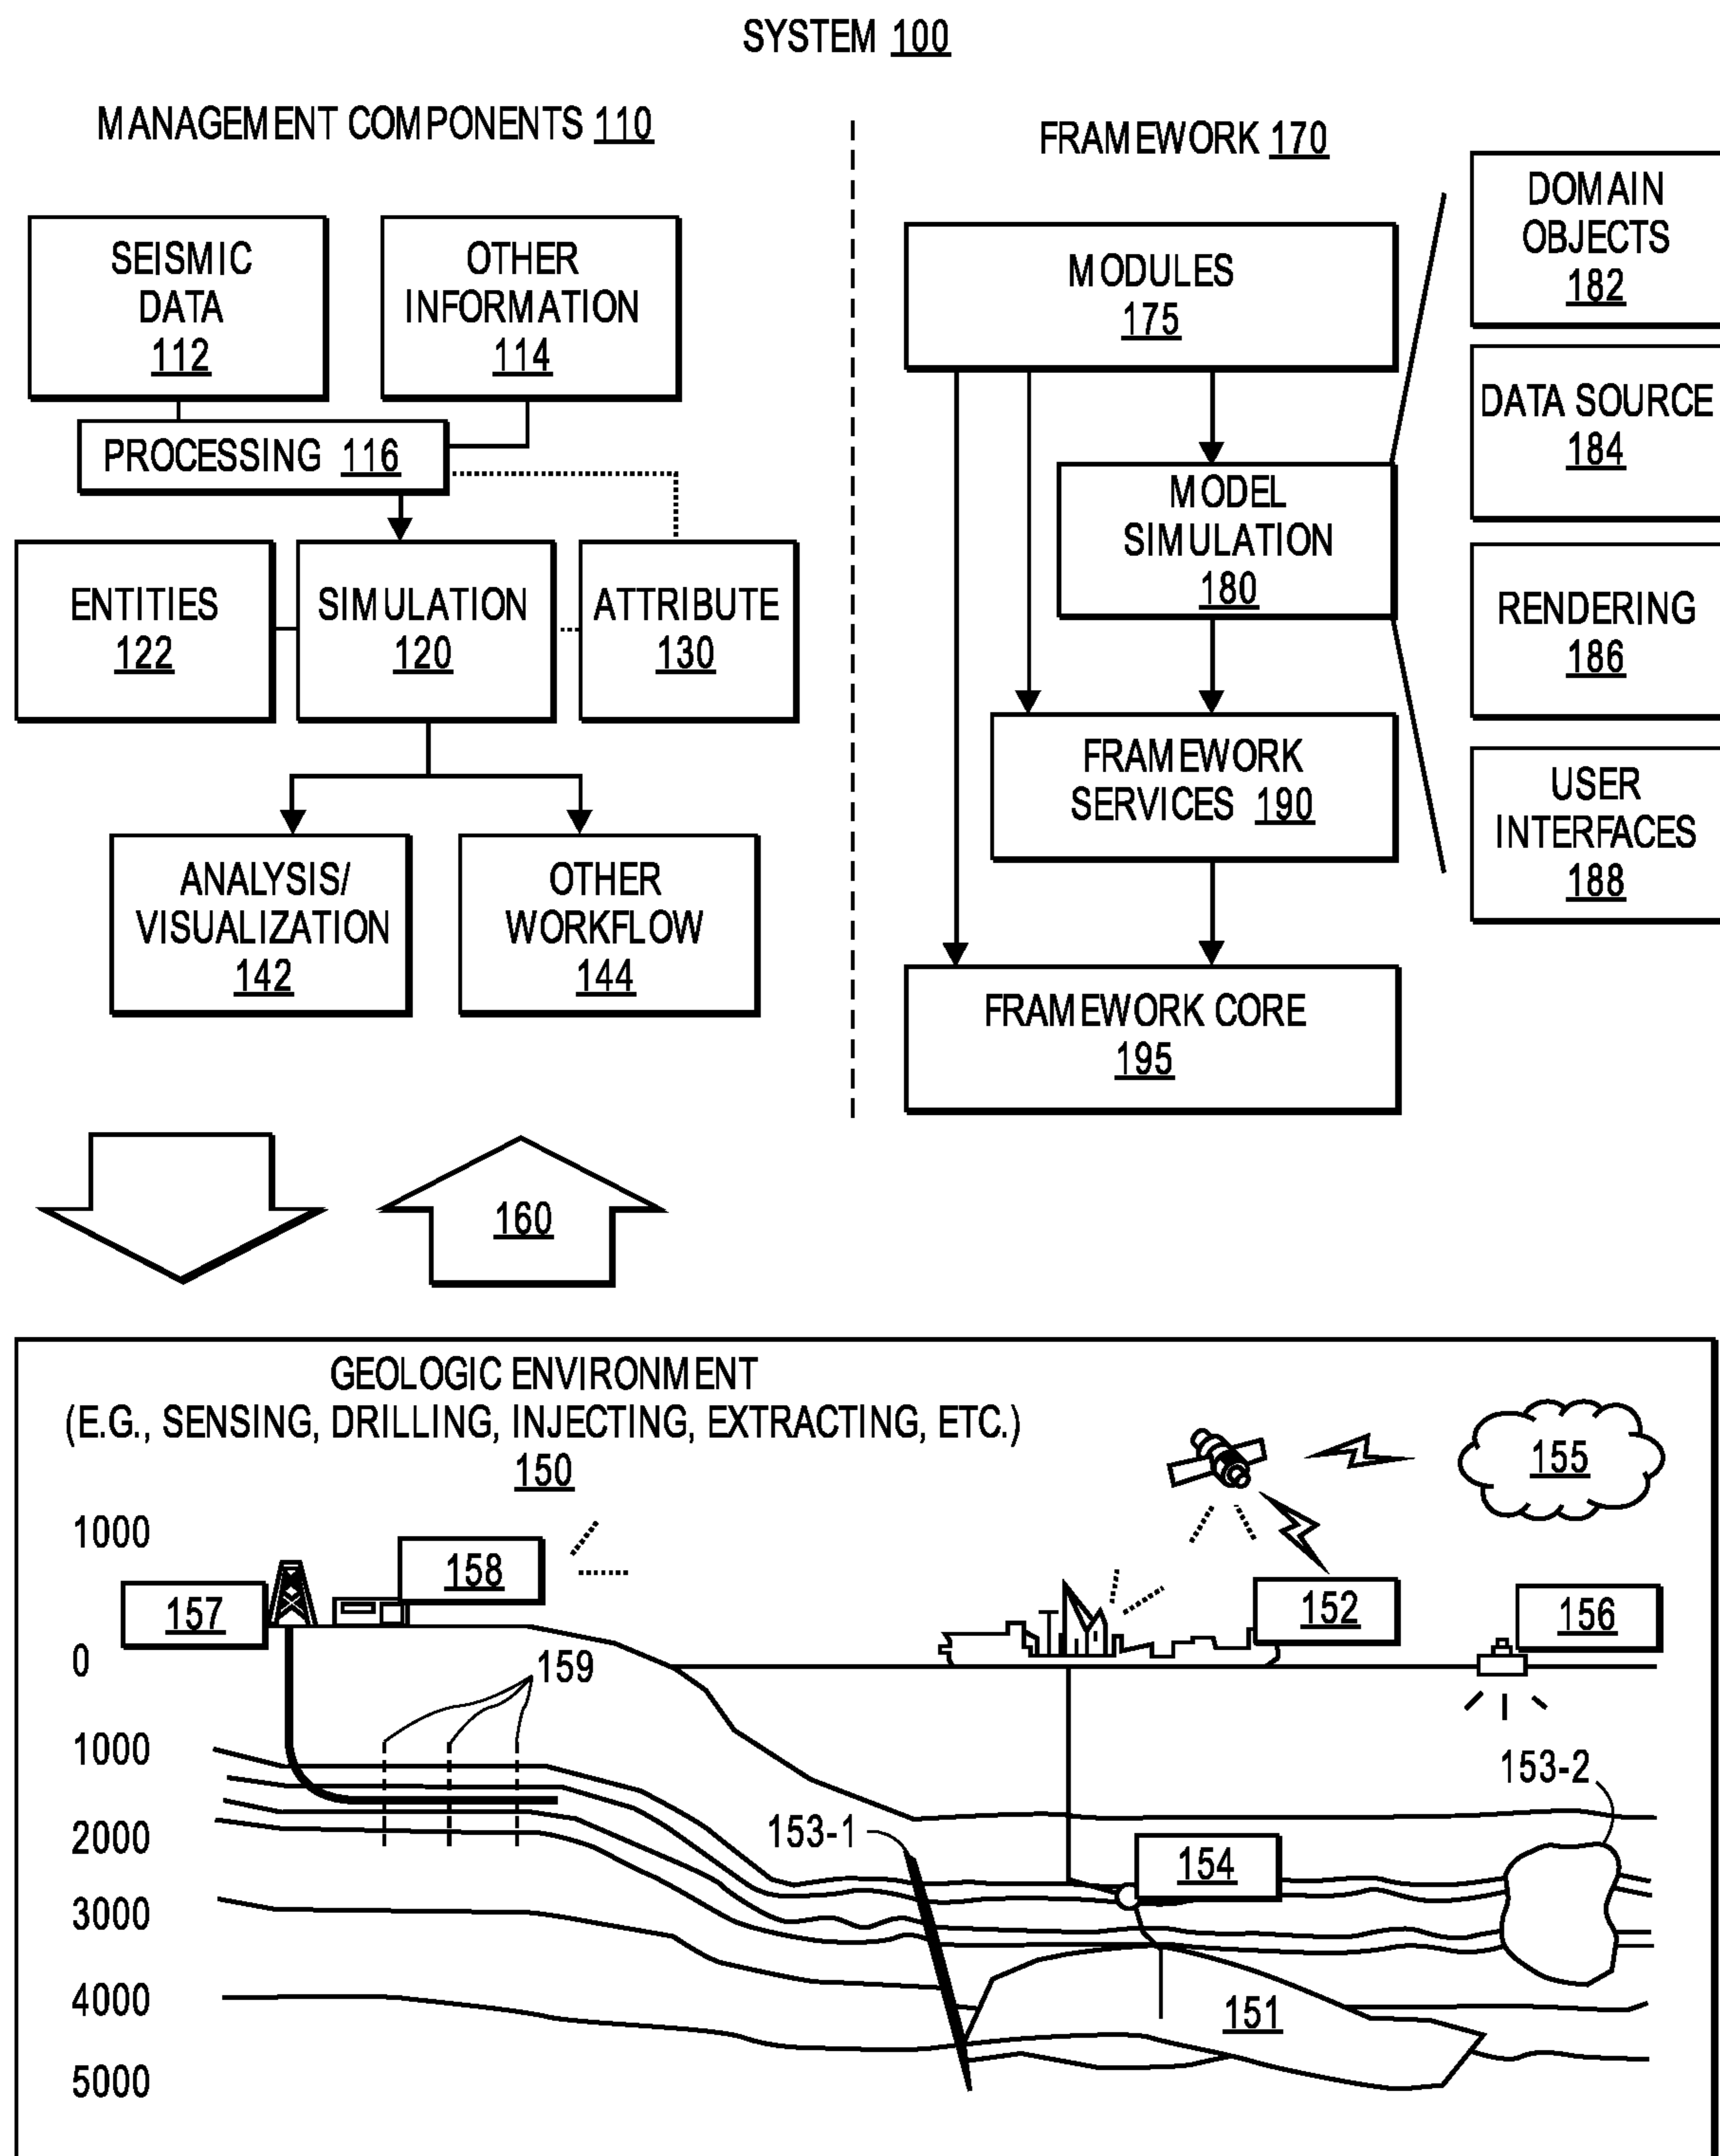 SYSTEM 100
MANAGEMENT COMPONENTS 110
SEISMIC
DATA
112
OTHER
INFORMATION
114
PROCESSING 116
ENTITIES
122
SIMULATION
120
ATTRIBUTE
130
ANALYSIS/
VISUALIZATION
142
OTHER
WORKFLOW
144
FRAMEWORK 170
MODULES
175
MODEL
SIMULATION
180
FRAMEWORK
SERVICES 190
FRAMEWORK CORE
195
DOMAIN
OBJECTS
182
DATA SOURCE
184
RENDERING
186
USER
INTERFACES
188
160
GEOLOGIC ENVIRONMENT
(E.G., SENSING, DRILLING, INJECTING, EXTRACTING, ETC.)
150
155
1000
158
157
152
156
0
159
1000
153-2
2000
153-1
154
3000
4000
151
5000